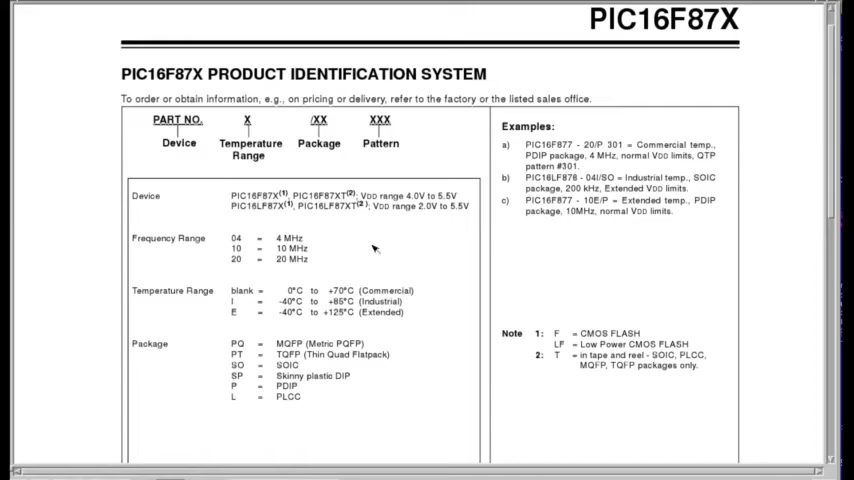 PIC16F87X
PIC16F87X PRODUCT IDENTIFICATION SYSTEM
To order or obtain information, e.g., on pricing or delivery, refer to the factory or the listed sales office.
PART NO. X /XX XXX
Device Temperature Range Package Pattern
Device PIC16F87X(1), PIC16F87XT(2); VDD range 4.0V to 5.5V
PIC16LF87X(1), PIC16LF87XT(2 ); VDD range 2.0V to 5.5V
Frequency Range 04 = 4 MHz
10 = 10 MHz
20 = 20 MHz
Temperature Range blank = 0°C to +70°C (Commercial)
I = -40°C to +85°C (Industrial)
E = -40°C to +125°C (Extended)
Package PQ = MQFP (Metric PQFP)
PT = TQFP (Thin Quad Flatpack)
SO = SOIC
SP = Skinny plastic DIP
P = PDIP
L = PLCC
Examples:
a) PIC16F877 - 20/P 301 = Commercial temp.,
PDIP package, 4 MHz, normal VDD limits, QTP
pattern #301.
b) PIC16LF876 - 04I/SO = Industrial temp., SOIC
package, 200 kHz, Extended VDD limits.
c) PIC16F877 - 10E/P = Extended temp., PDIP
package, 10MHz, normal VDD limits.
Note 1: F = CMOS FLASH
LF = Low Power CMOS FLASH
2: T = in tape and reel - SOIC, PLCC,
MQFP, TQFP packages only.